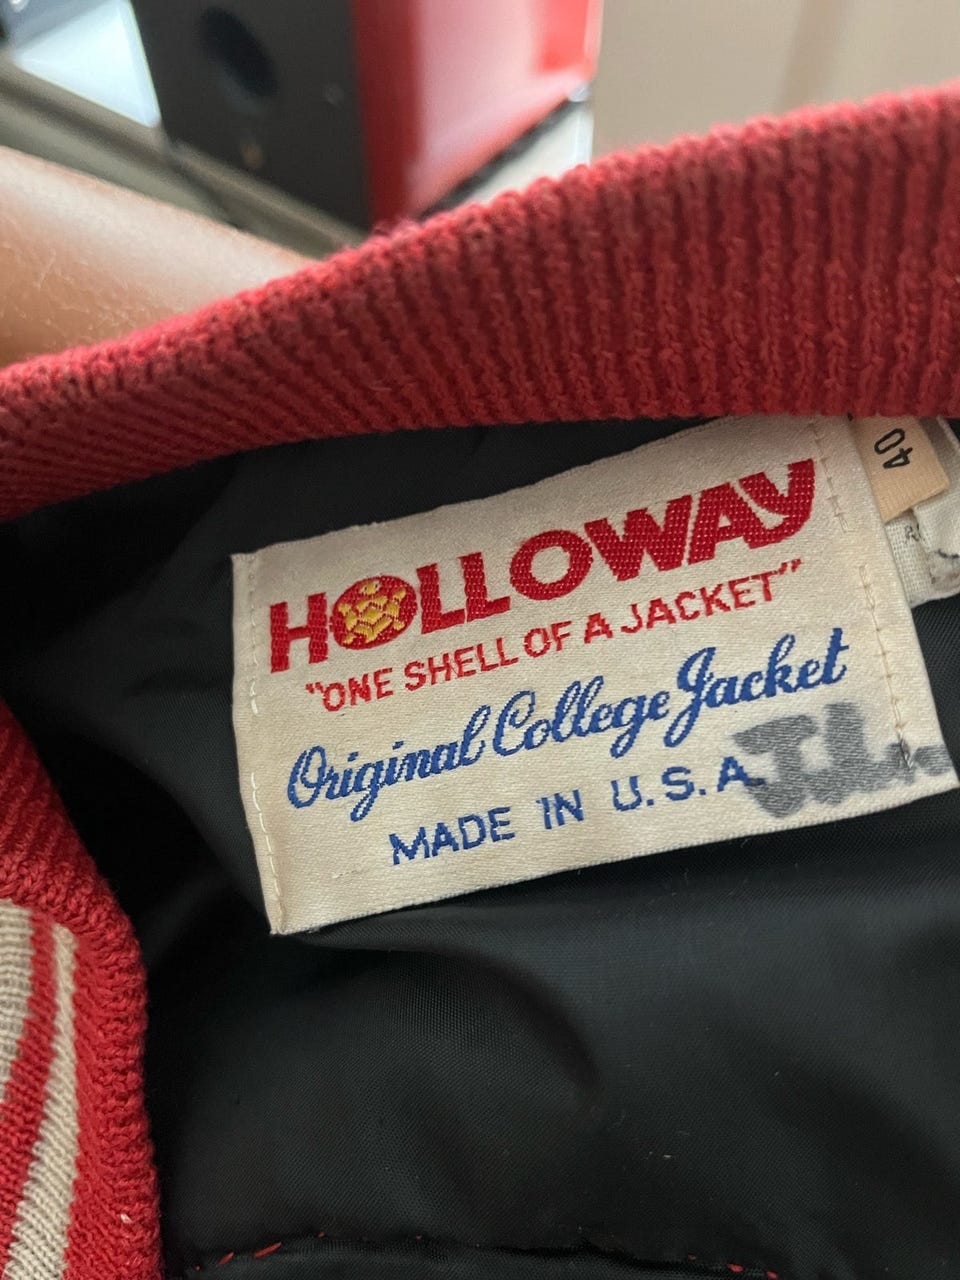 40
HOLLOWAY
"ONE SHELL OF A JACKET"
Original College Jacket
MADE IN U.S.A.